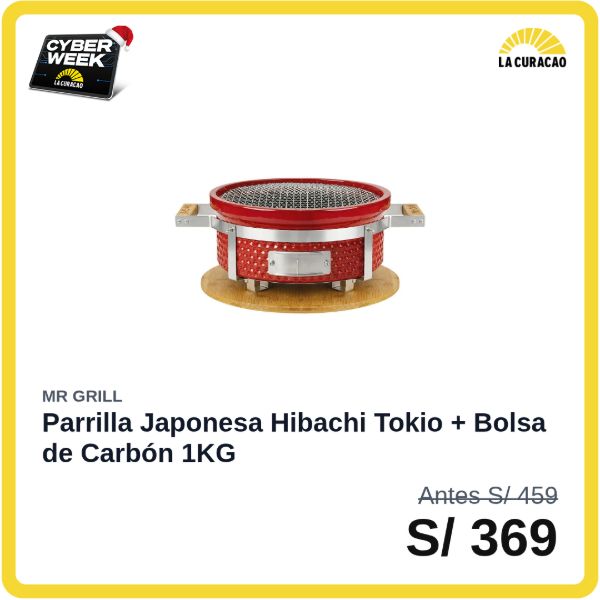 CYBER
WEEK
LA CURACAO
LA CURACAO
MR GRILL
Parrilla Japonesa Hibachi Tokio + Bolsa
de Carbón 1KG
Antes S/ 459
S/ 369